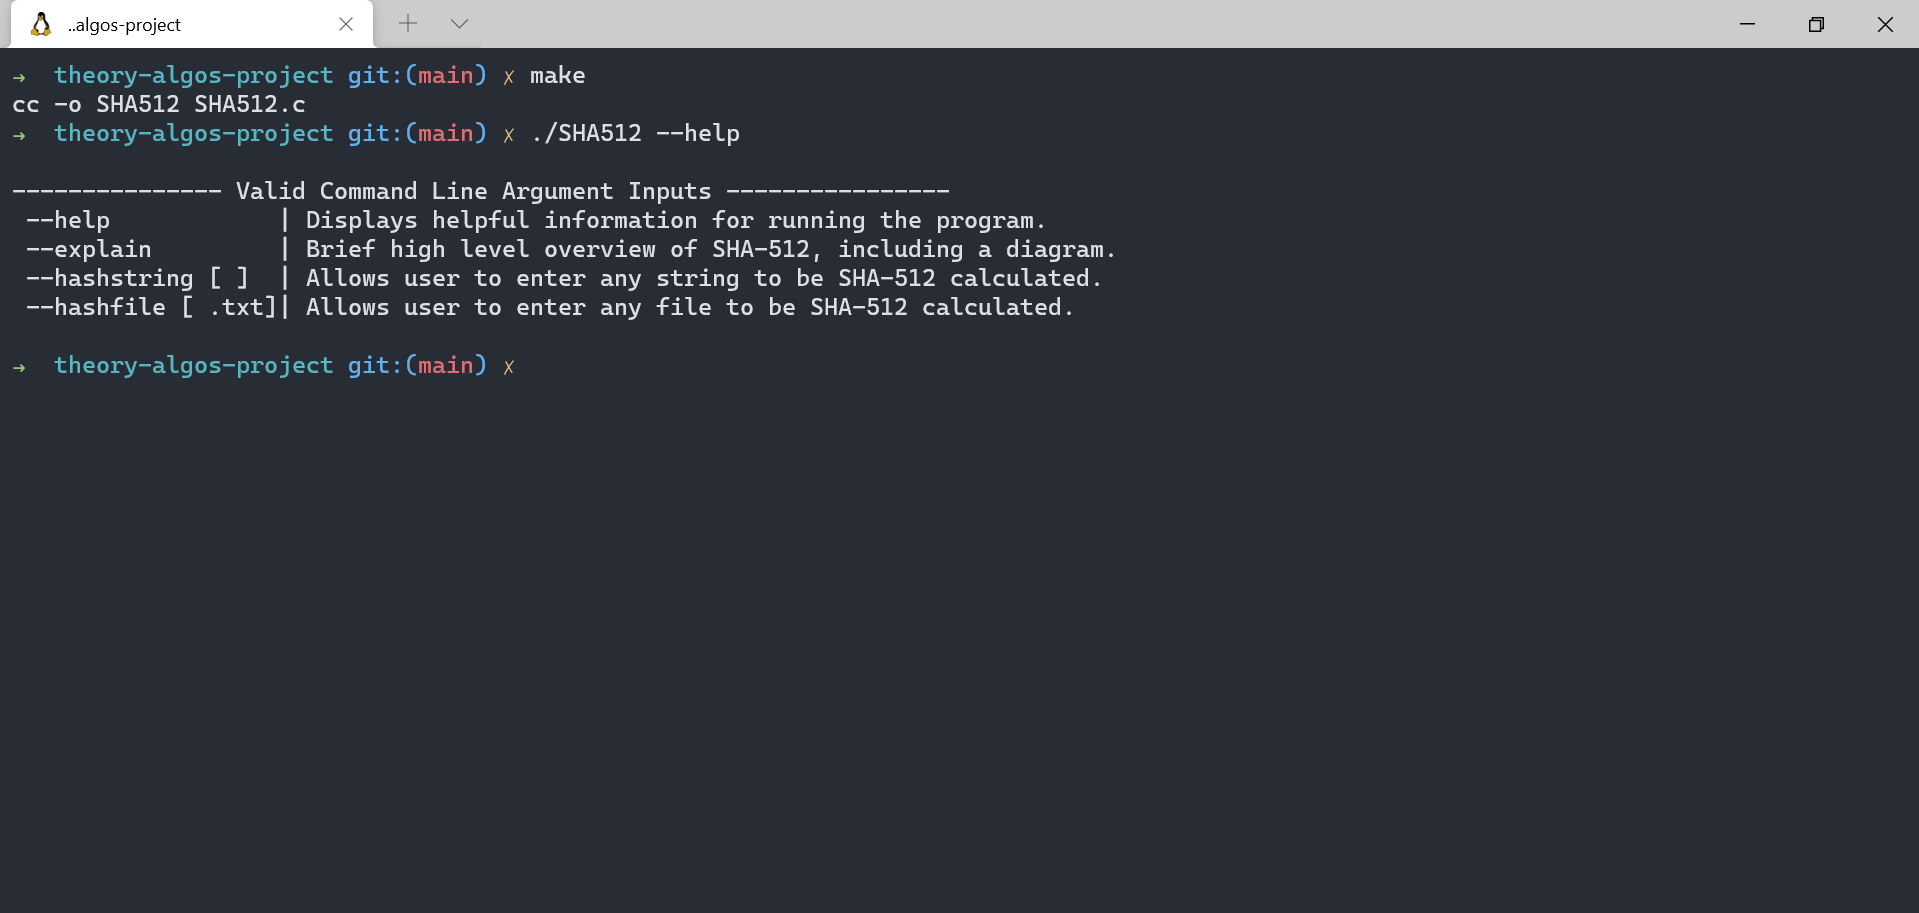 ..algos-project
→  theory-algos-project git:(main) ✗ make
cc -o SHA512 SHA512.c
→  theory-algos-project git:(main) ✗ ./SHA512 --help
--------------- Valid Command Line Argument Inputs ----------------
 --help            | Displays helpful information for running the program.
 --explain         | Brief high level overview of SHA-512, including a diagram.
 --hashstring [ ]  | Allows user to enter any string to be SHA-512 calculated.
 --hashfile [ .txt]| Allows user to enter any file to be SHA-512 calculated.
→  theory-algos-project git:(main) ✗